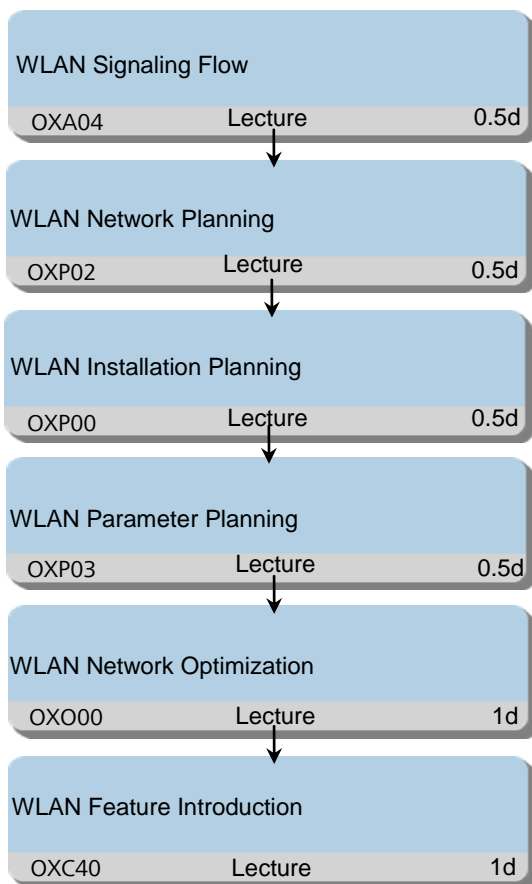 WLAN Signaling Flow
OXA04 Lecture 0.5d
WLAN Network Planning
OXP02 Lecture 0.5d
WLAN Installation Planning
OXP00 Lecture 0.5d
WLAN Parameter Planning
OXP03 Lecture 0.5d
WLAN Network Optimization
OXO00 Lecture 1d
WLAN Feature Introduction
OXC40 Lecture 1d